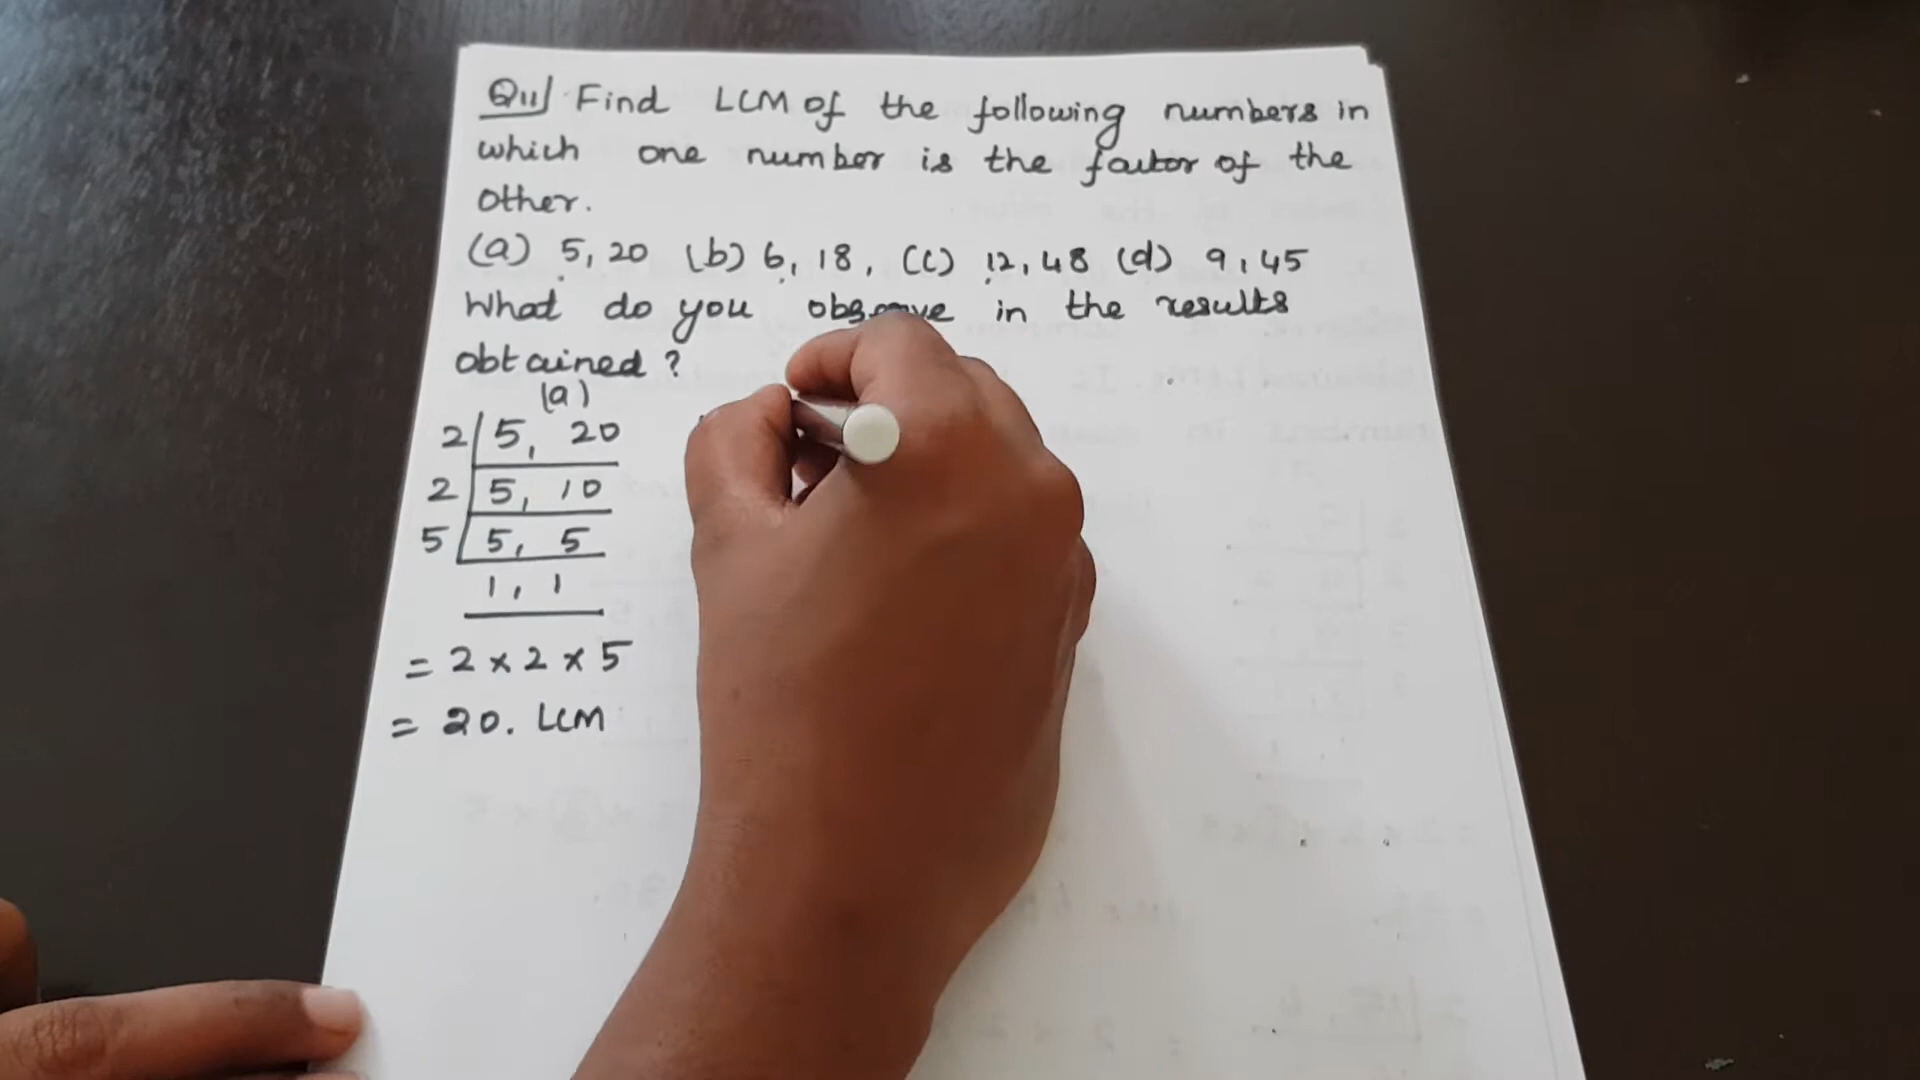 Q11) Find LCM of the following numbers in
which one number is the factor of the
other.
(a) 5, 20 (b) 6, 18, (c) 12, 48 (d) 9, 45
What do you observe in the results
obtained?
(a)
2 | 5, 20
2 | 5, 10
5 | 5, 5
1, 1
= 2 x 2 x 5
= 20. LCM